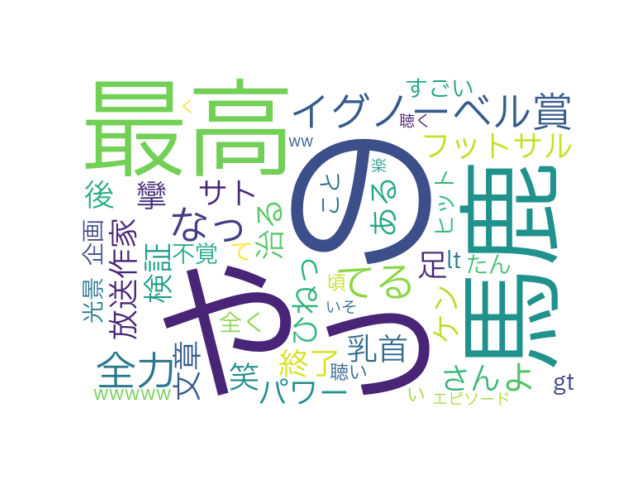 最高
の
やっ
馬鹿
イグノーベル賞
すごい
聴く
ww
フットサル
く
楽
とこ
ある
ヒット
後
攣
サト
なっ
治る
企画
放送作家
検証
不覚
て
光景
ひねっ
頃
てる
足
lt
たん
ケン
いそ
全く
全力
文章
笑
終了
聴い
乳首
さんよ
gt
wwwww
パワー
い
エピソード